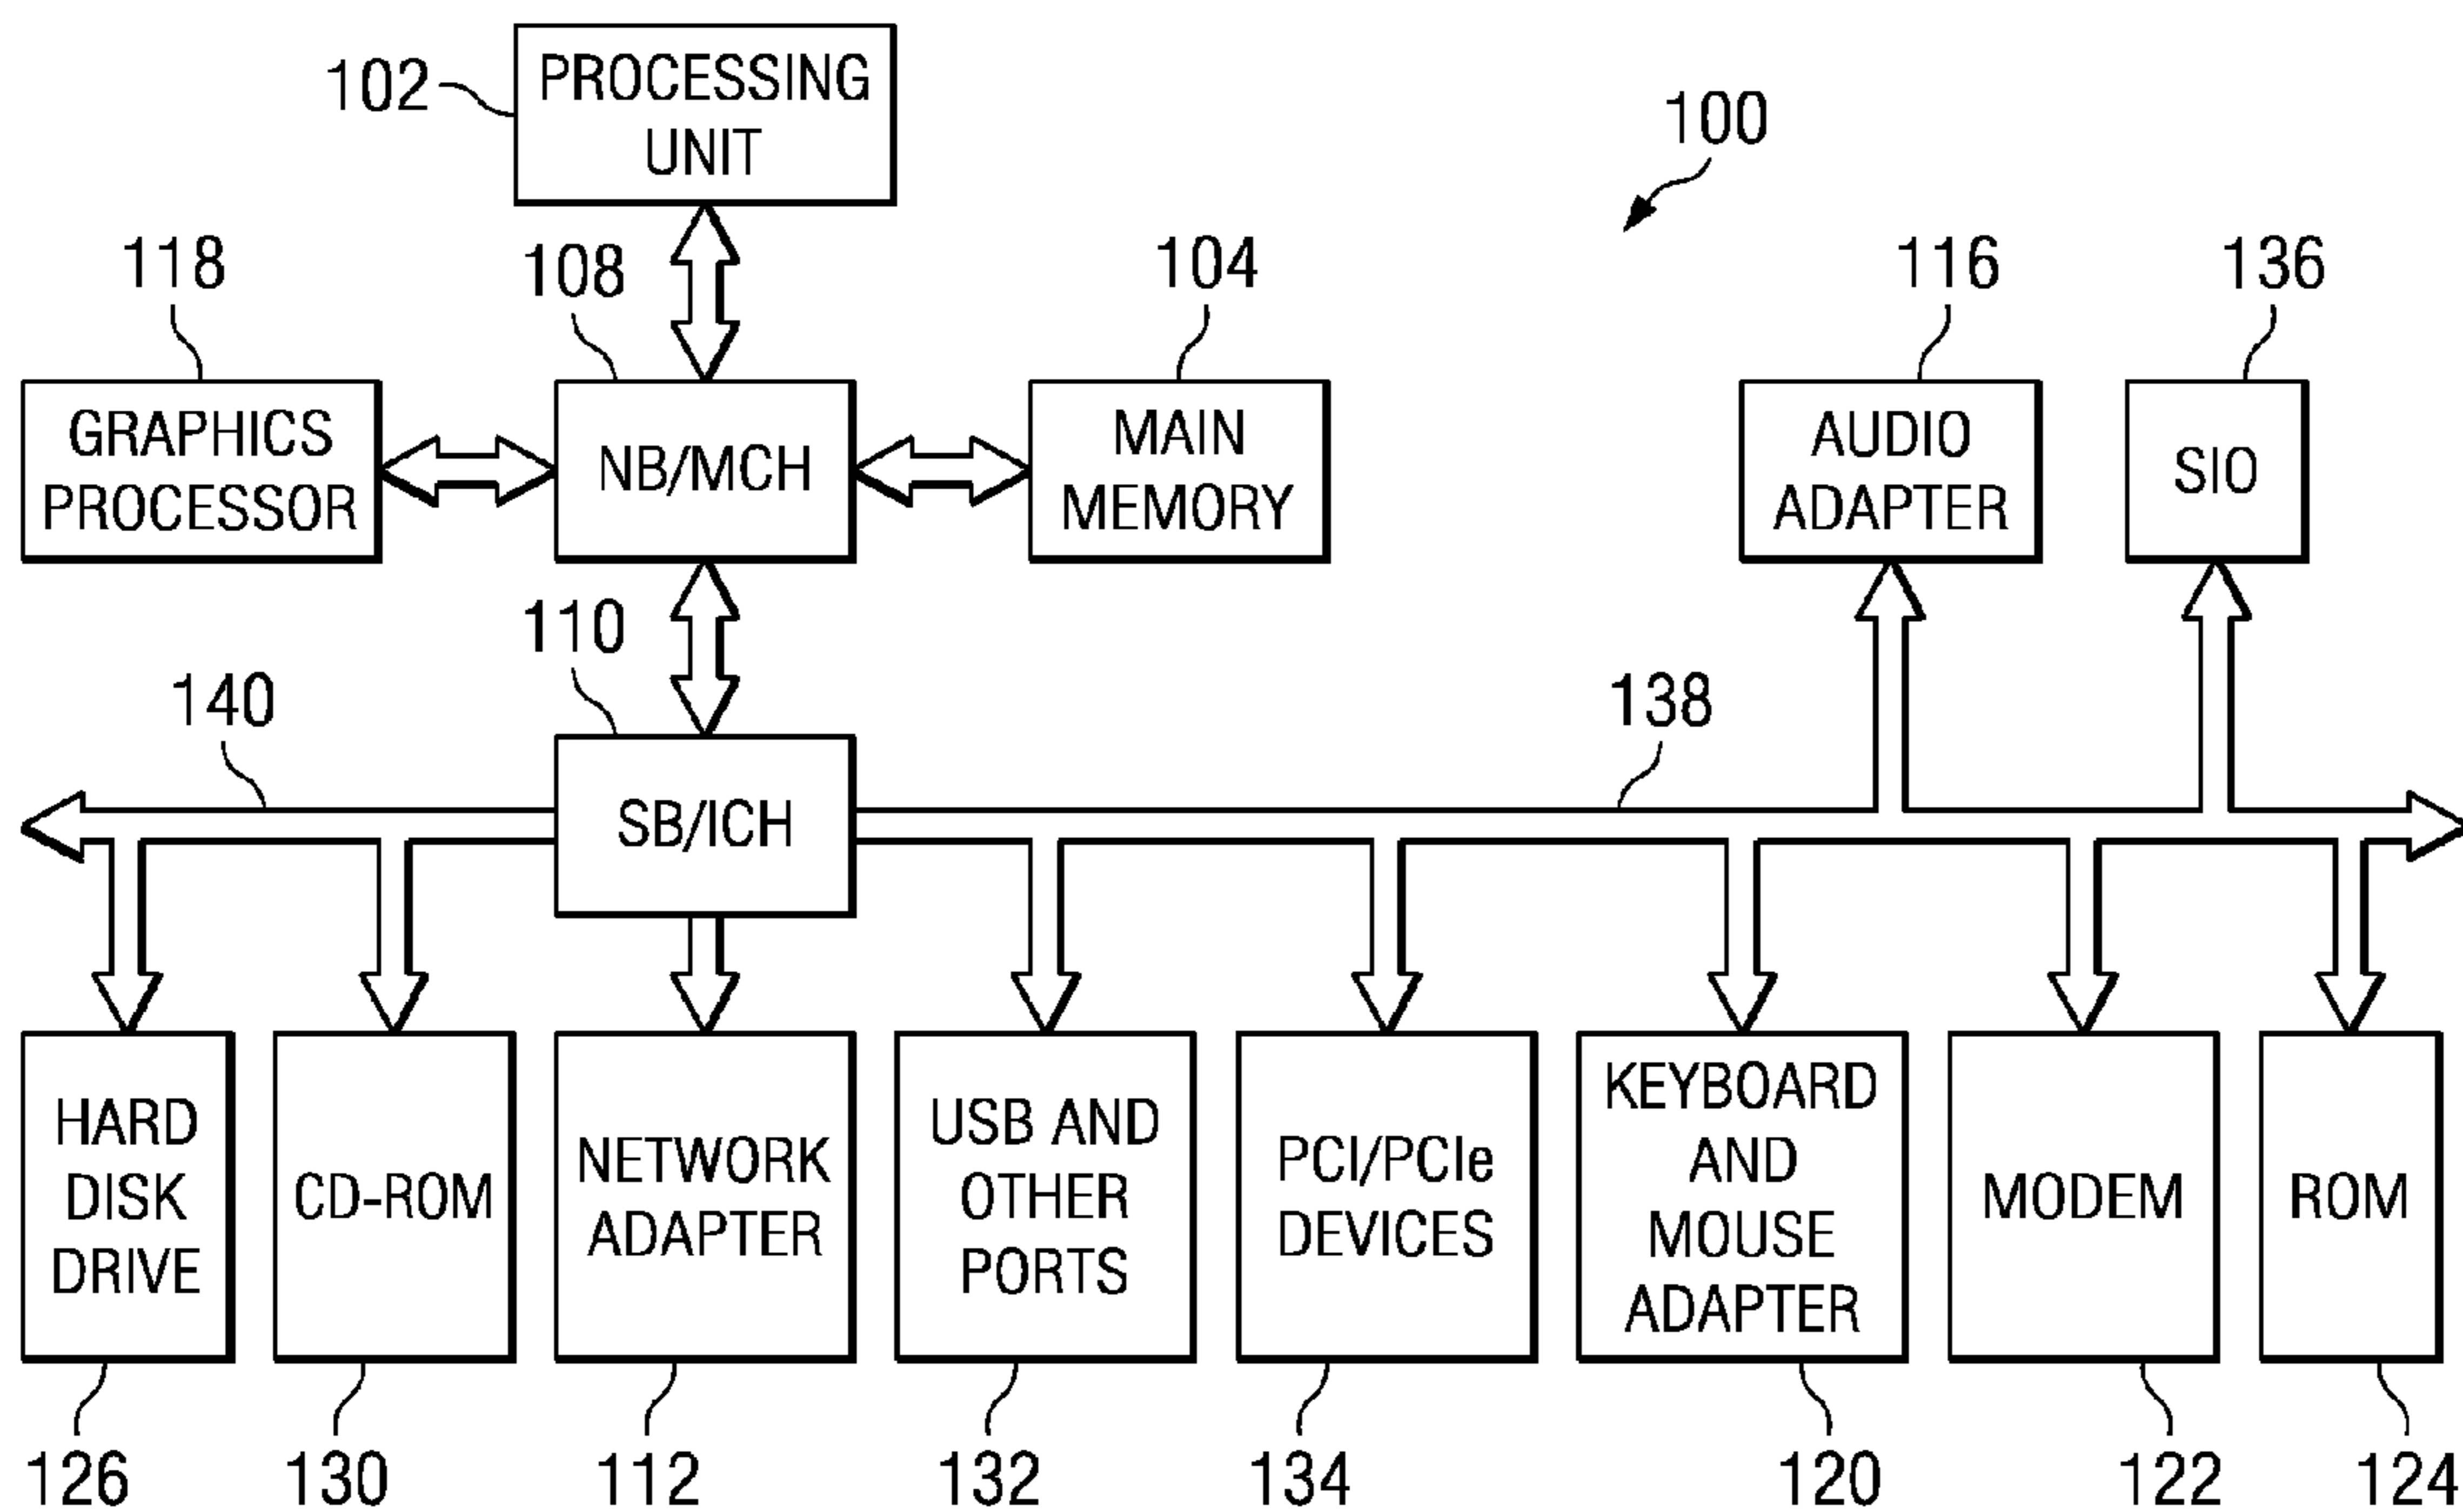 102
PROCESSING
UNIT
100
118
108
104
116
136
GRAPHICS
PROCESSOR
NB/MCH
MAIN
MEMORY
AUDIO
ADAPTER
SIO
110
140
138
SB/ICH
HARD
DISK
DRIVE
CD-ROM
NETWORK
ADAPTER
USB AND
OTHER
PORTS
PCI/PCIe
DEVICES
KEYBOARD
AND
MOUSE
ADAPTER
MODEM
ROM
126
130
112
132
134
120
122
124